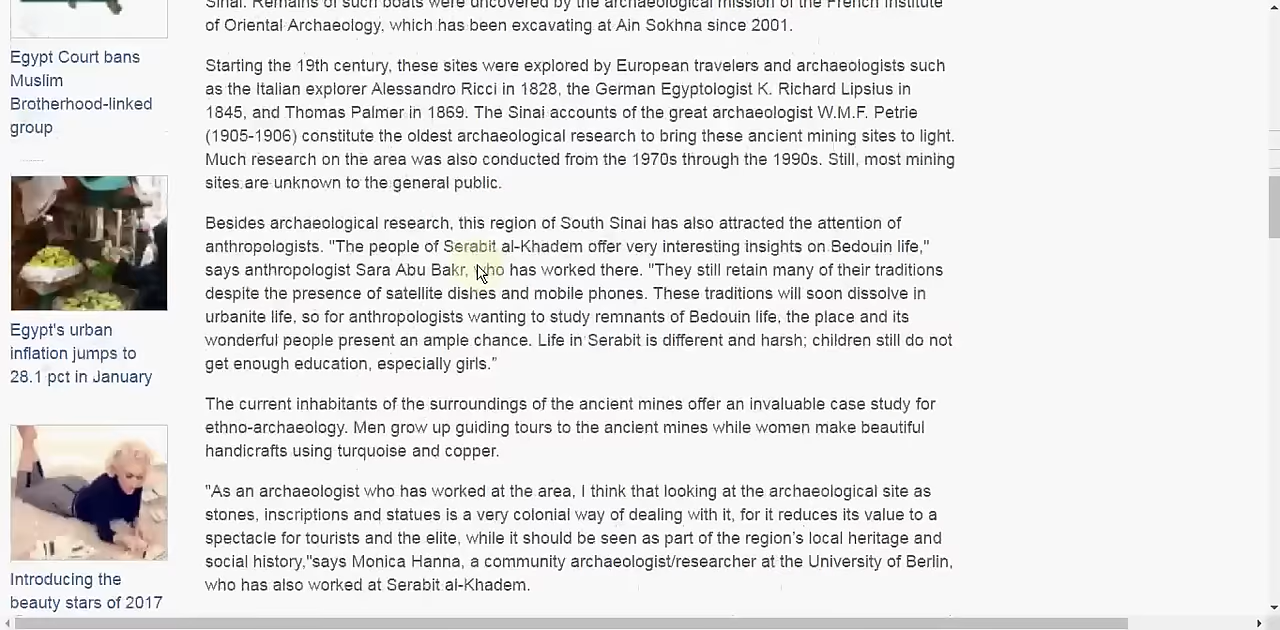 Sinai. Remains of such boats were uncovered by the archaeological mission of the French Institute
of Oriental Archaeology, which has been excavating at Ain Sokhna since 2001.
Starting the 19th century, these sites were explored by European travelers and archaeologists such
as the Italian explorer Alessandro Ricci in 1828, the German Egyptologist K. Richard Lipsius in
1845, and Thomas Palmer in 1869. The Sinai accounts of the great archaeologist W.M.F. Petrie
(1905-1906) constitute the oldest archaeological research to bring these ancient mining sites to light.
Much research on the area was also conducted from the 1970s through the 1990s. Still, most mining
sites are unknown to the general public.
Besides archaeological research, this region of South Sinai has also attracted the attention of
anthropologists. "The people of Serabit al-Khadem offer very interesting insights on Bedouin life,"
says anthropologist Sara Abu Bakr, who has worked there. "They still retain many of their traditions
despite the presence of satellite dishes and mobile phones. These traditions will soon dissolve in
urbanite life, so for anthropologists wanting to study remnants of Bedouin life, the place and its
wonderful people present an ample chance. Life in Serabit is different and harsh; children still do not
get enough education, especially girls.”
The current inhabitants of the surroundings of the ancient mines offer an invaluable case study for
ethno-archaeology. Men grow up guiding tours to the ancient mines while women make beautiful
handicrafts using turquoise and copper.
"As an archaeologist who has worked at the area, I think that looking at the archaeological site as
stones, inscriptions and statues is a very colonial way of dealing with it, for it reduces its value to a
spectacle for tourists and the elite, while it should be seen as part of the region’s local heritage and
social history,"says Monica Hanna, a community archaeologist/researcher at the University of Berlin,
who has also worked at Serabit al-Khadem.
Egypt Court bans
Muslim
Brotherhood-linked
group
Egypt's urban
inflation jumps to
28.1 pct in January
Introducing the
beauty stars of 2017